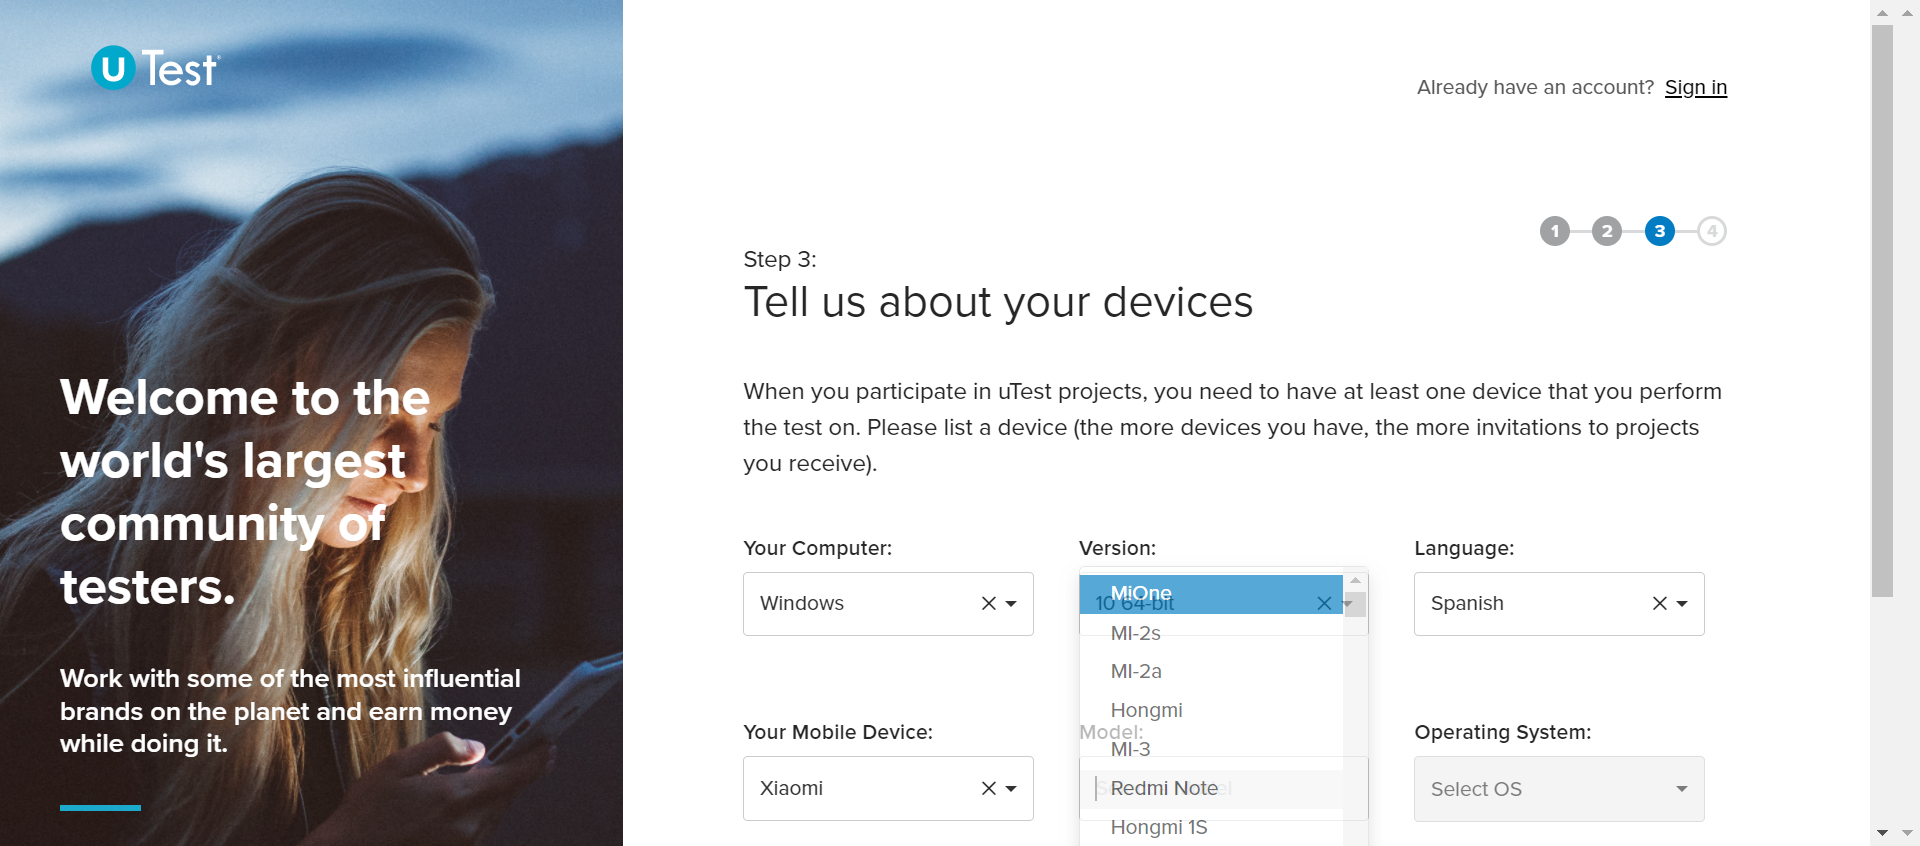 u Test
Already have an account? Sign in
1 2 3 4
Step 3:
Tell us about your devices
Welcome to the
world's largest
community of
testers.
When you participate in uTest projects, you need to have at least one device that you perform
the test on. Please list a device (the more devices you have, the more invitations to projects
you receive).
Work with some of the most influential
brands on the planet and earn money
while doing it.
Your Computer:
Version:
Language:
Windows
10 64-bit
Spanish
MiOne
MI-2s
MI-2a
Hongmi
MI-3
Redmi Note
Hongmi 1S
Your Mobile Device:
Model:
Operating System:
Xiaomi
Select OS